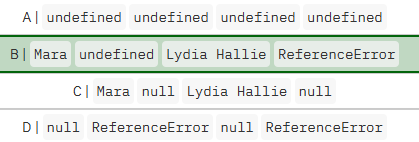 A| undefined undefined undefined undefined
B| Mara undefined Lydia Hallie ReferenceError
C| Mara null Lydia Hallie null
D| null ReferenceError null ReferenceError